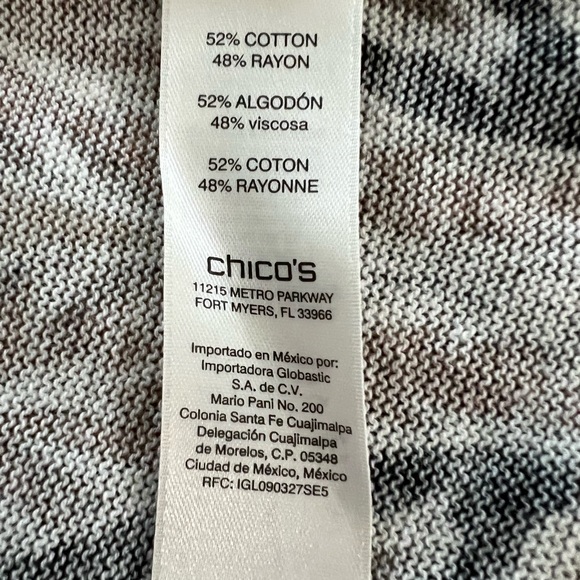 52% COTTON
48% RAYON
52% ALGODÓN
48% viscosa
52% COTON
48% RAYONNE
chico's
11215 METRO PARKWAY
FORT MYERS, FL 33966
Importado en México por:
Importadora Globastic
S.A. de C.V.
Mario Pani No. 200
Colonia Santa Fe Cuajimalpa
Delegación Cuajimalpa
de Morelos, C.P. 05348
Ciudad de México, México
RFC: IGL090327SE5